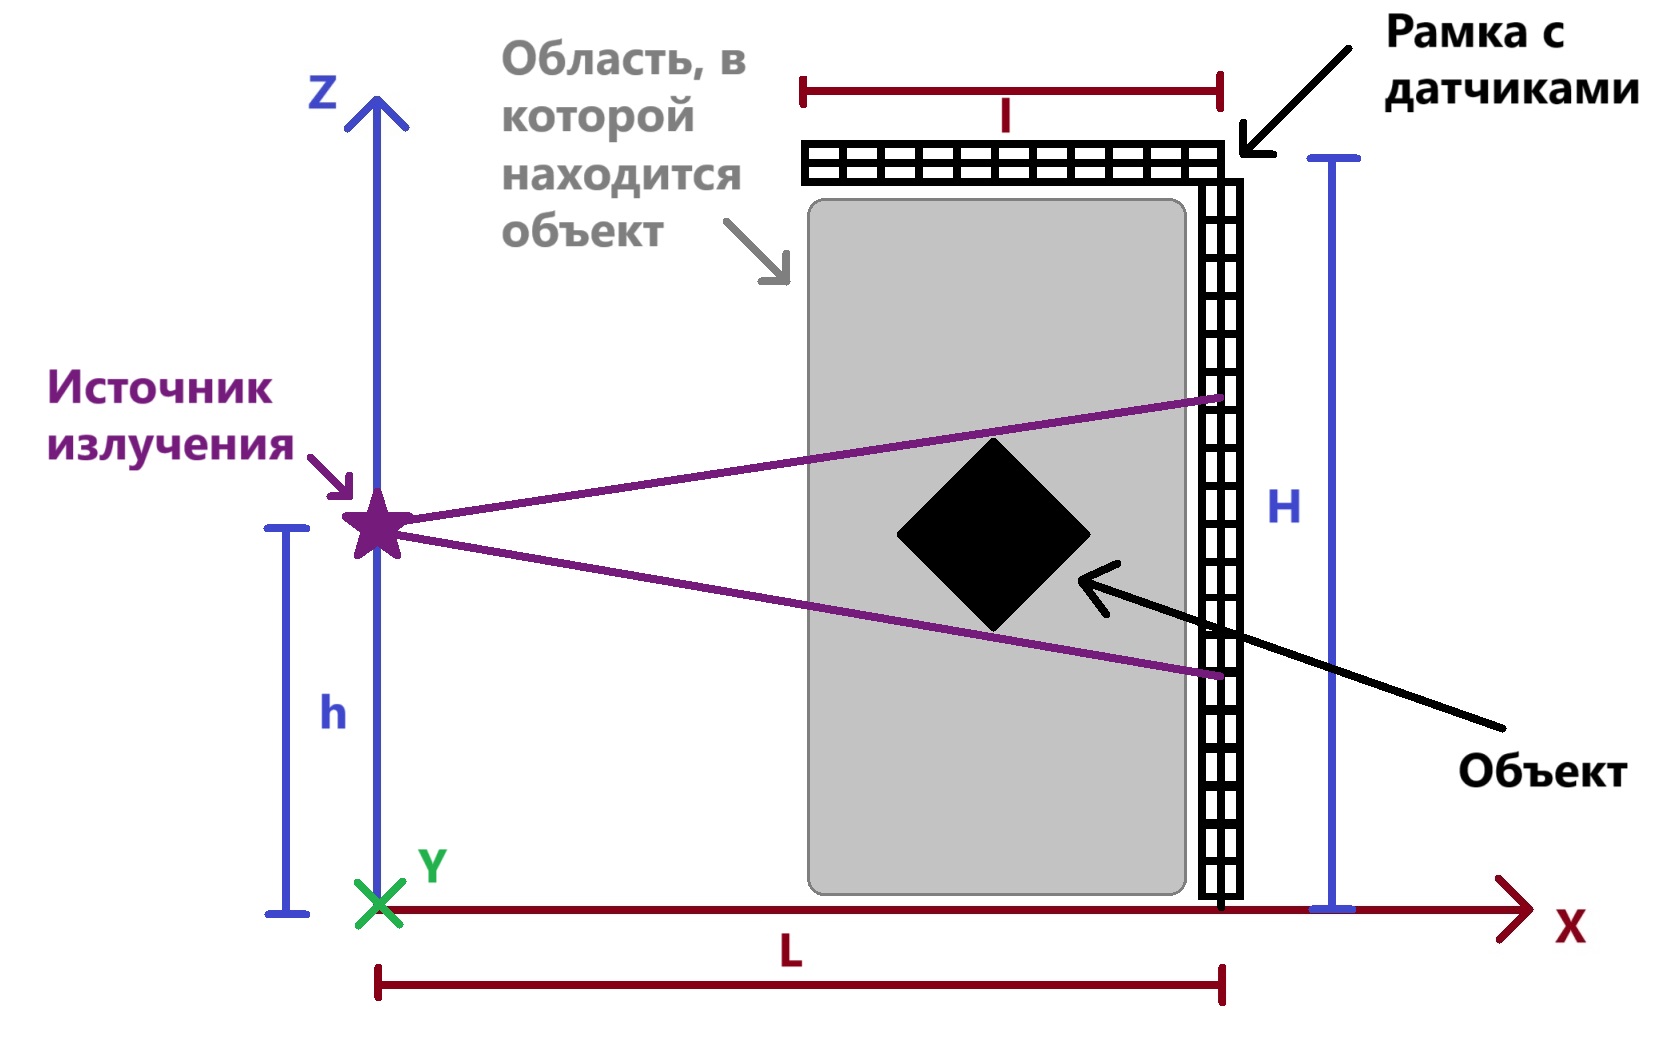 Область, в
которой
находится
объект
Рамка с
датчиками
l
Z
Источник
излучения
H
h
Объект
Y
X
L